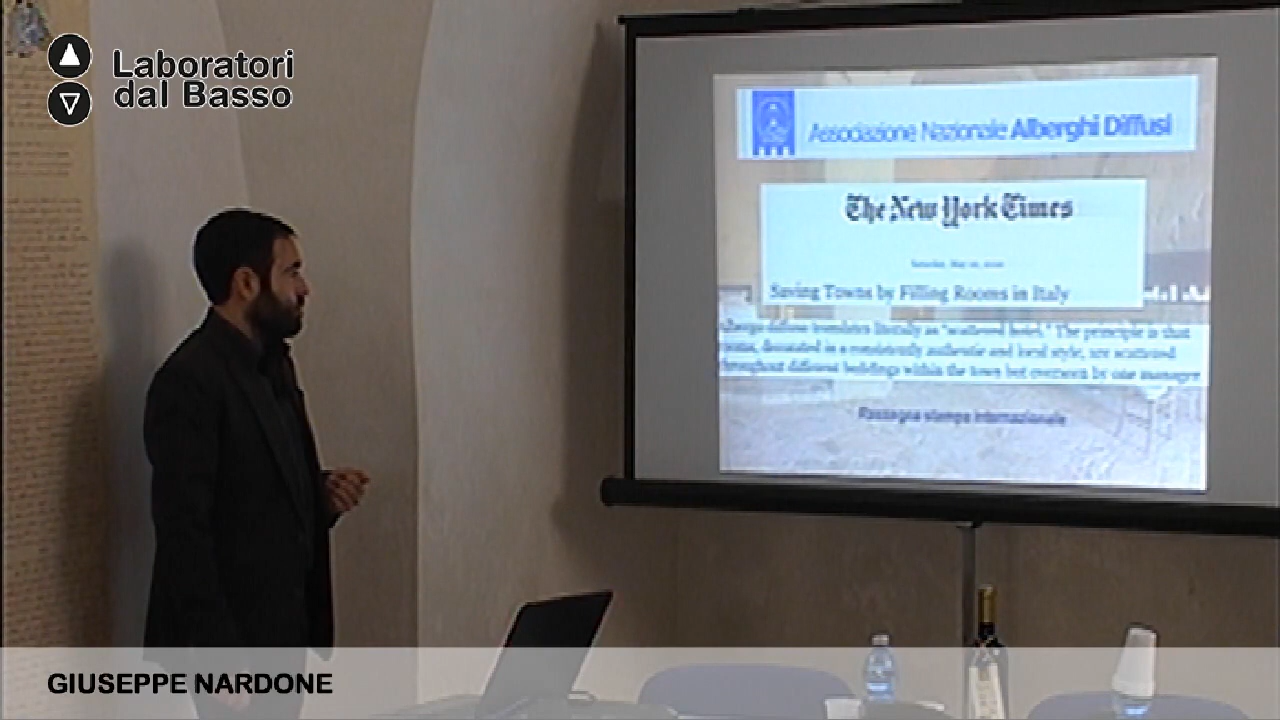 Laboratori
dal Basso
Associazione Nazionale Alberghi Diffusi
The New York Times
Saving Towns by Filling Rooms in Italy
Albergo diffuso translates literally as "scattered hotel." The principle is that
rooms, decorated in a consistently authentic and local style, are scattered
throughout different buildings within the town but overseen by one manager
Rassegna stampa internazionale
GIUSEPPE NARDONE